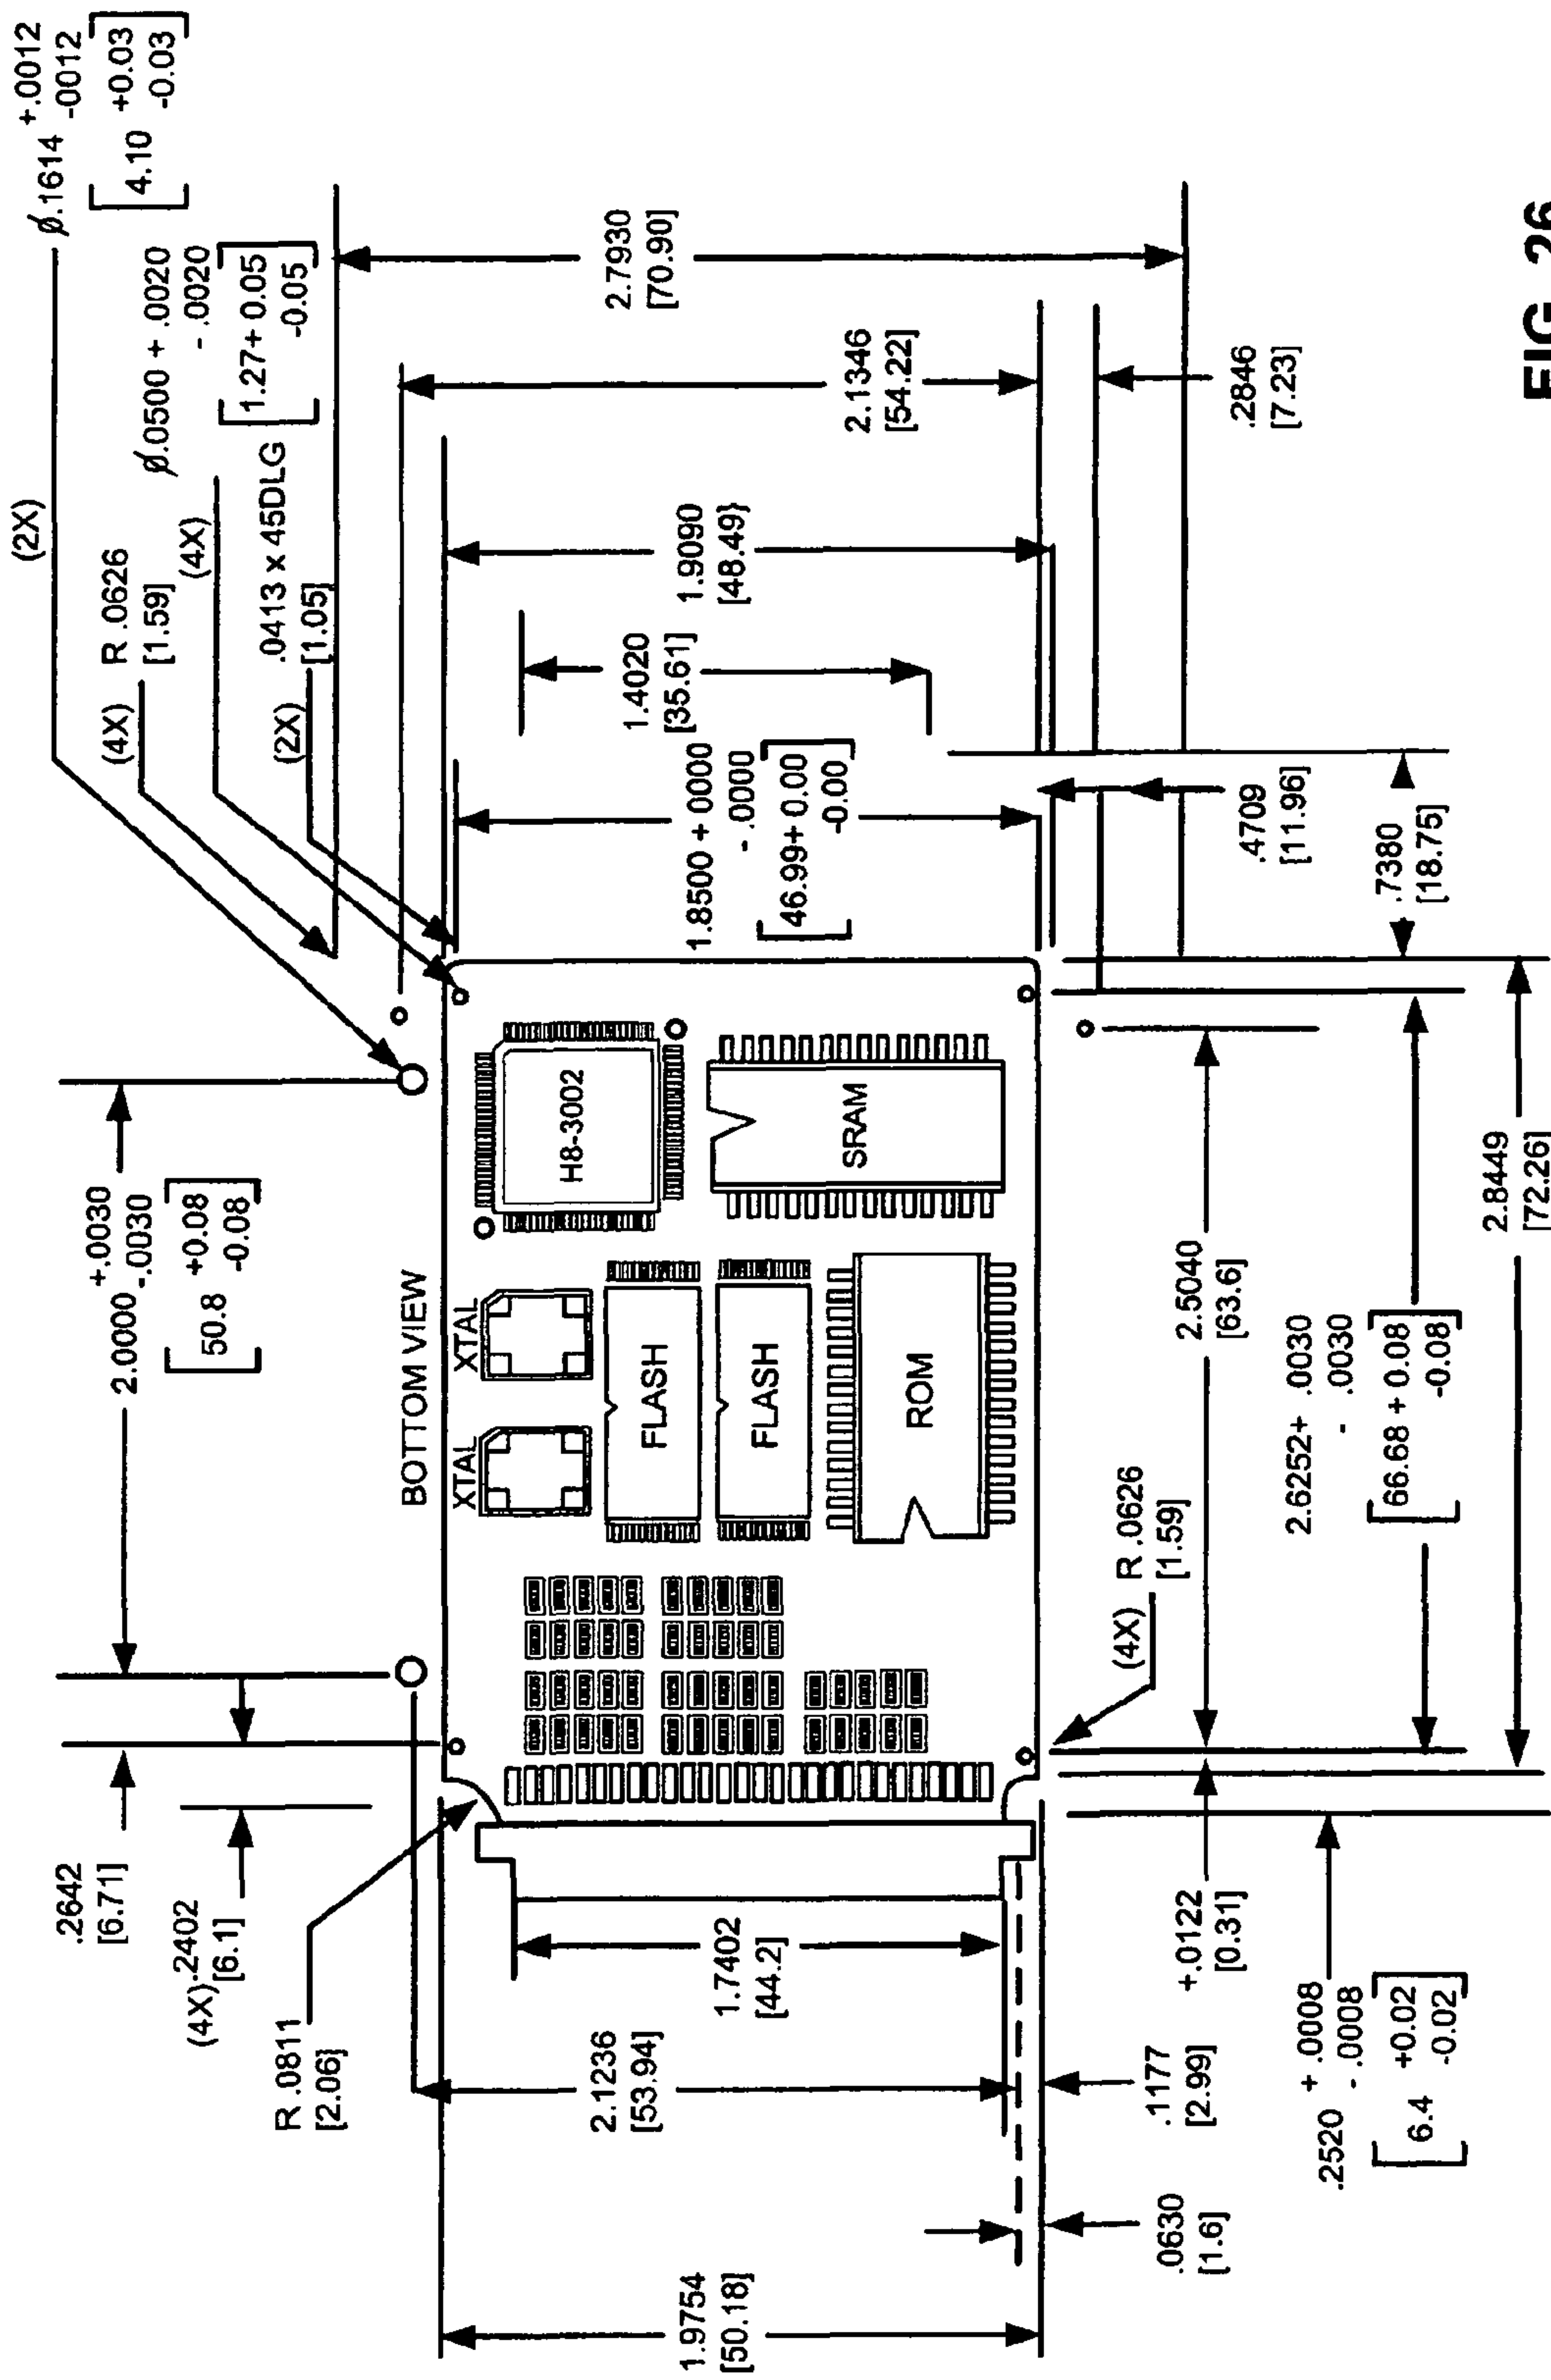 (2X)
Ø.1614 +.0012
-0012
[4.10 +0.03
-0.03]
(4X) R .0626
[1.59]
(4X)
Ø.0500 + .0020
- .0020
[1.27+ 0.05
-0.05]
(2X) .0413 x 45DLG
[1.05]
2.7930
[70.90]
2.1346
[54.22]
.2846
[7.23]
1.9090
[48.49}
1.4020
[35.61]
1.8500 + 0000
- .0000
[46.99+ 0.00
-0.00]
.4709
[11.96]
.7380
[18.75]
2.0000 +.0030
-.0030
[50.8 +0.08
-0.08]
BOTTOM VIEW
XTAL
XTAL
H8-3002
SRAM
FLASH
FLASH
ROM
2.5040
[63.6]
2.6252+ .0030
- .0030
[66.68 + 0.08
-0.08]
2.8449
[72.26]
(4X) R .0626
[1.59]
.2642
[6.71]
(4X) .2402
[6.1]
R .0811
[2.06]
1.7402
[44.2]
2.1236
[53.94]
1.9754
[50.18]
.1177
[2.99]
.0630
[1.6]
+.0122
[0.31]
.2520 + .0008
- .0008
[6.4 +0.02
-0.02]
FIG. 26